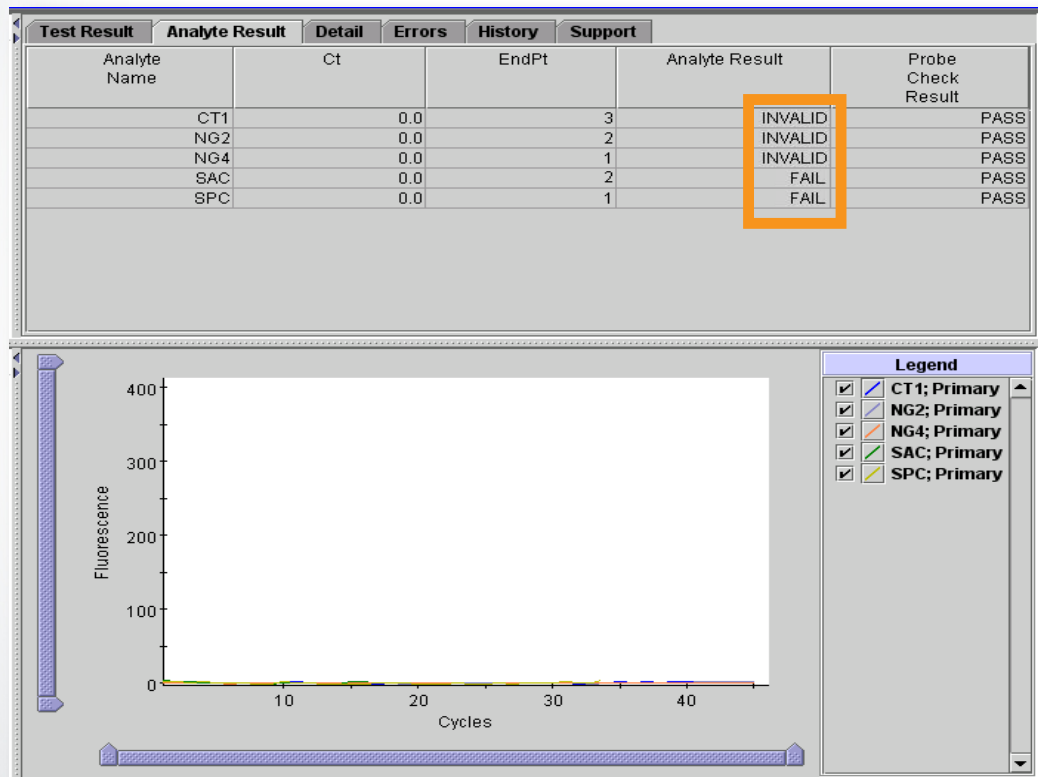 Test Result Analyte Result Detail Errors History Support
Analyte Name Ct EndPt Analyte Result Probe Check Result
CT1 0.0 3 INVALID PASS
NG2 0.0 2 INVALID PASS
NG4 0.0 1 INVALID PASS
SAC 0.0 2 FAIL PASS
SPC 0.0 1 FAIL PASS
Legend
CT1; Primary
NG2; Primary
NG4; Primary
SAC; Primary
SPC; Primary
400
300
200
100
0
Fluorescence
10 20 30 40
Cycles